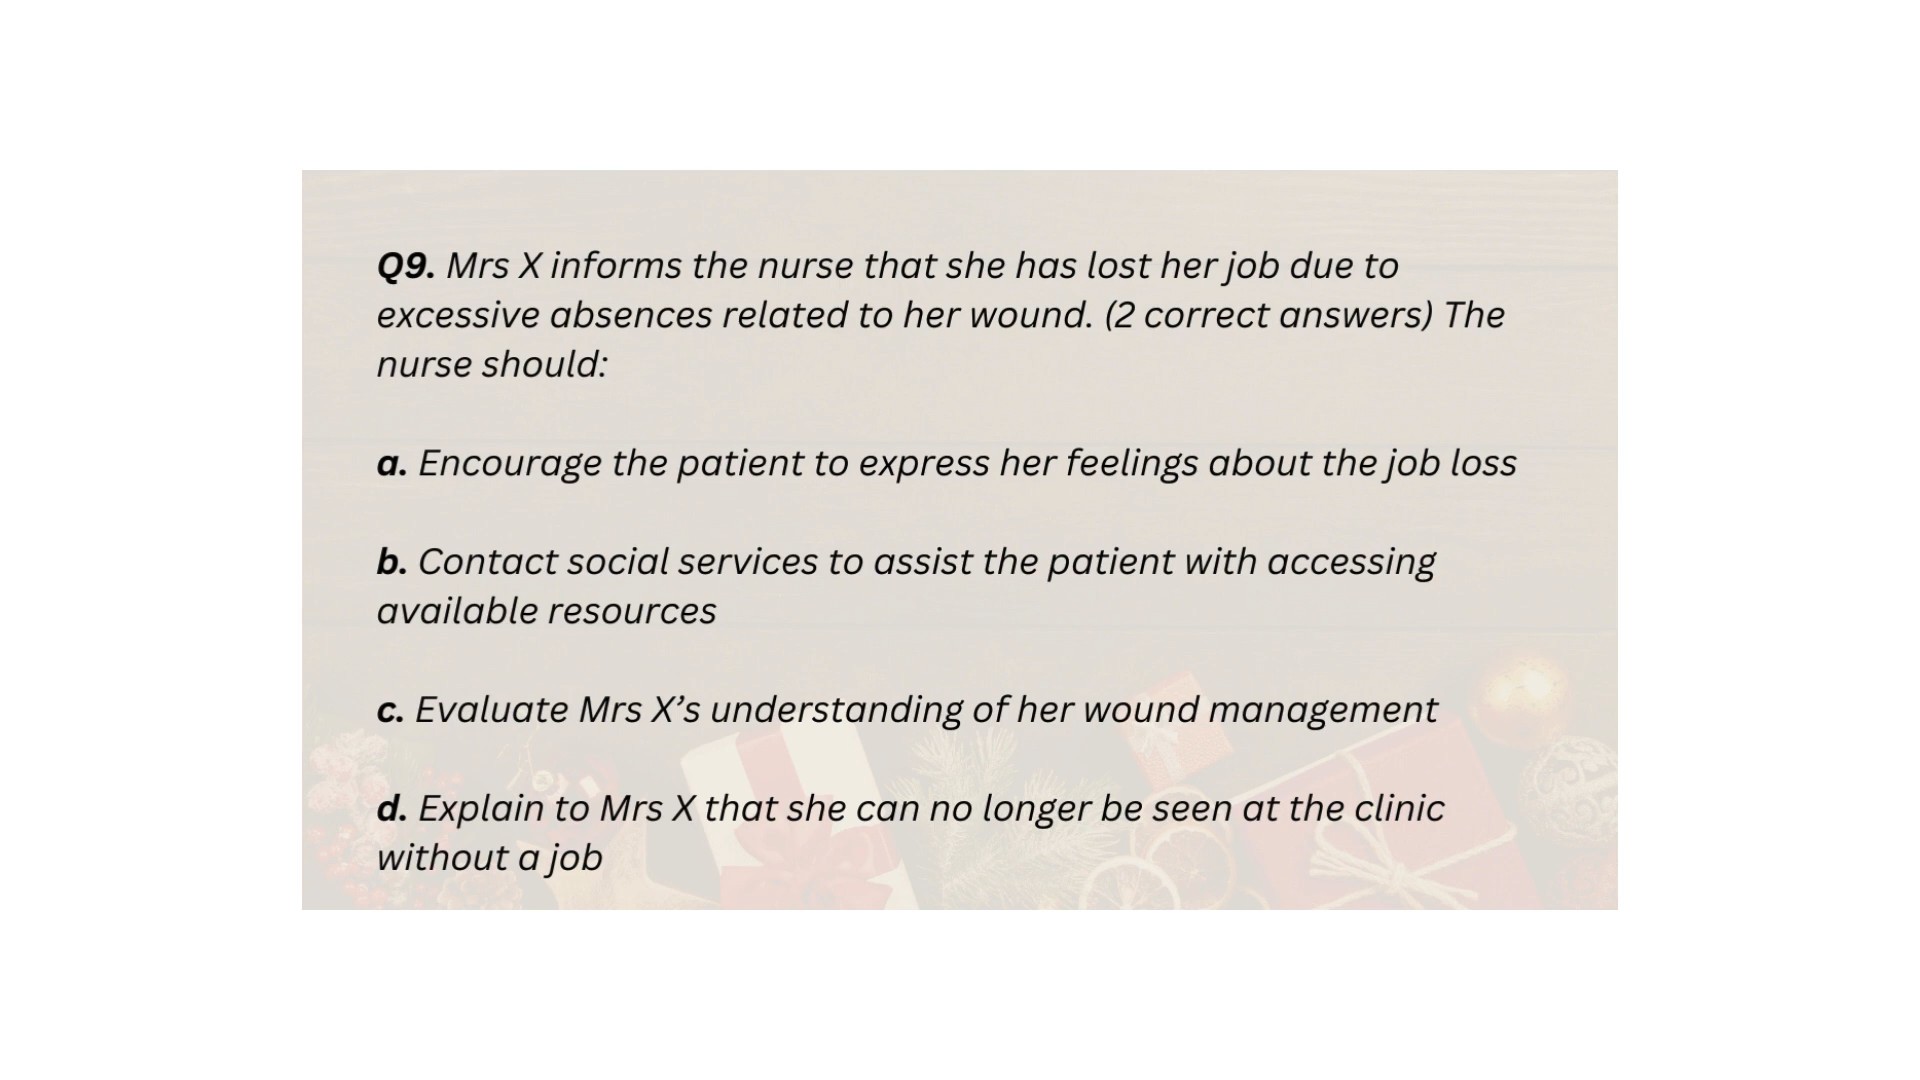 Q9. Mrs X informs the nurse that she has lost her job due to
excessive absences related to her wound. (2 correct answers) The
nurse should:
a. Encourage the patient to express her feelings about the job loss
b. Contact social services to assist the patient with accessing
available resources
c. Evaluate Mrs X’s understanding of her wound management
d. Explain to Mrs X that she can no longer be seen at the clinic
without a job